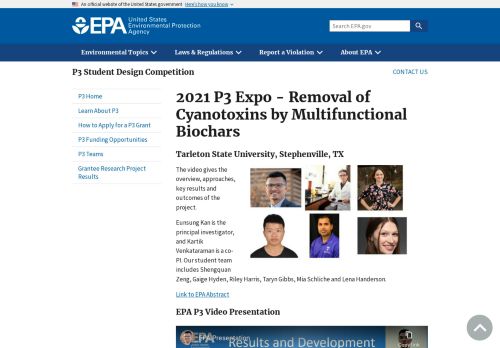 An official website of the United States government Here's how you know
EPA United States
Environmental Protection
Agency
Search EPA.gov
Environmental Topics Laws & Regulations Report a Violation About EPA
P3 Student Design Competition CONTACT US
P3 Home
Learn About P3
How to Apply for a P3 Grant
P3 Funding Opportunities
P3 Teams
Grantee Research Project
Results
2021 P3 Expo - Removal of
Cyanotoxins by Multifunctional
Biochars
Tarleton State University, Stephenville, TX
The video gives the
overview, approaches,
key results and
outcomes of the
project.
Eunsung Kan is the
principal investigator,
and Kartik
Venkataraman is a co-
PI. Our student team
includes Shengquan
Zeng, Gaige Hyden, Riley Harris, Taryn Gibbs, Mia Schliche and Lena Handerson.
Link to EPA Abstract
EPA P3 Video Presentation
EPA Presentation
Results and Development
Copy link